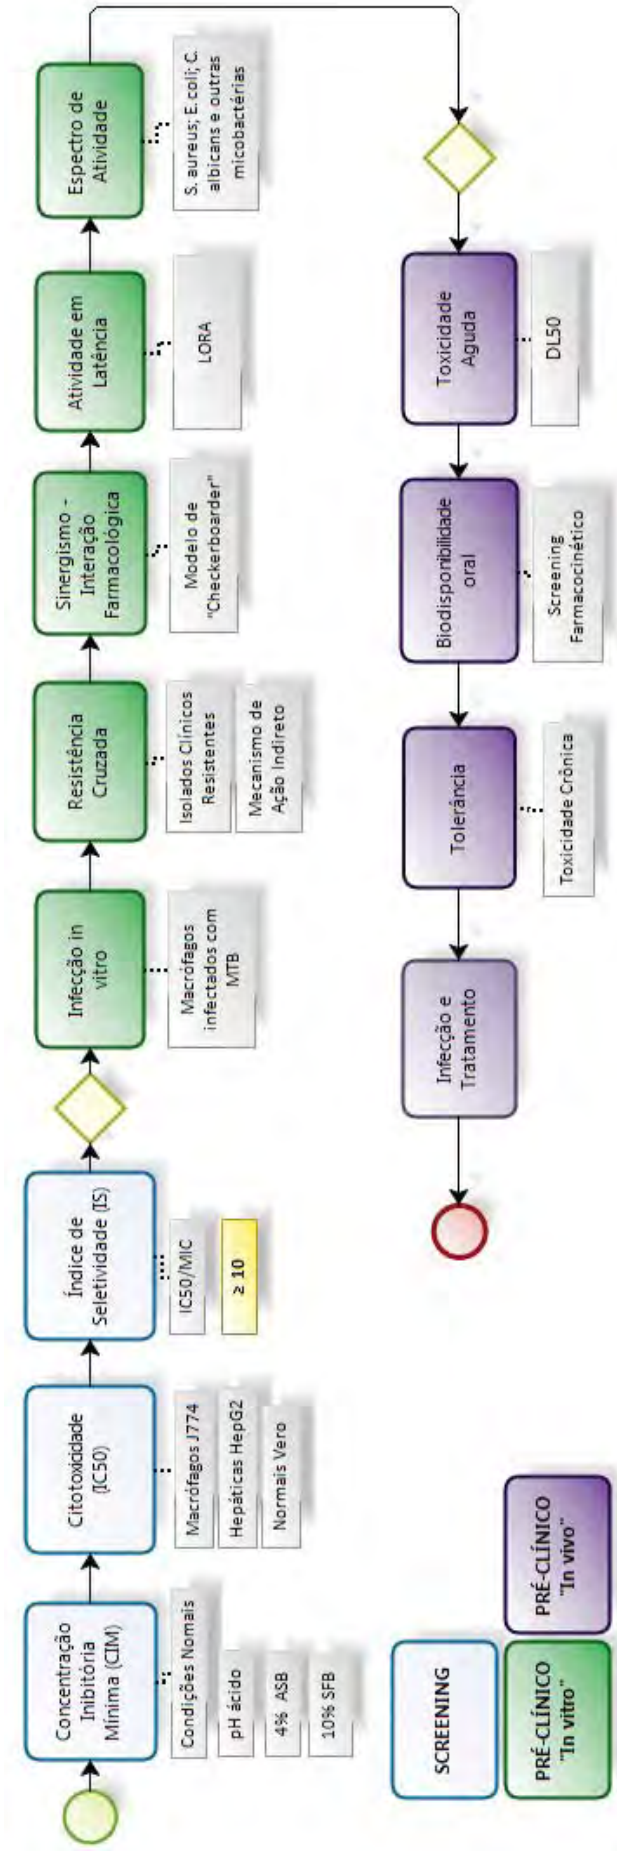 Concentração
Inibitória
Mínima (CIM)
Condições Nomais
pH ácido
4% ASB
10% SFB
Citotoxicidade
(IC50)
Macrófagos J774
Hepáticas HepG2
Normais Vero
Índice de
Seletividade (IS)
IC50/MIC
≥ 10
Infecção in
vitro
Macrófagos
infectados com
MTB
Resistência
Cruzada
Isolados Clínicos
Resistentes
Mecanismo de
Ação Indireto
Sinergismo -
Interação
Farmacológica
Modelo de
"Checkerboarder"
Atividade em
Latência
LORA
Espectro de
Atividade
S. aureus; E. coli; C.
albicans e outras
micobactérias
Toxicidade
Aguda
DL50
Biodisponibilidade
oral
Screening
Farmacocinético
Tolerância
Toxicidade Crônica
Infecção e
Tratamento
SCREENING
PRÉ-CLÍNICO
"In vitro"
PRÉ-CLÍNICO
"In vivo"